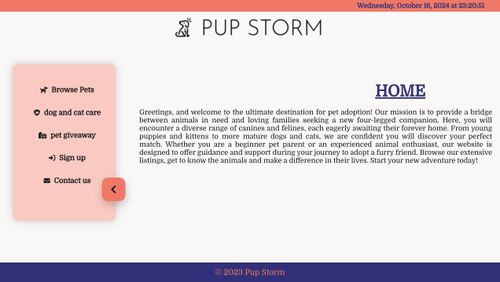 Wednesday, October 16, 2024 at 23:20:51
PUP STORM
Browse Pets
dog and cat care
pet giveaway
Sign up
Contact us
HOME
Greetings, and welcome to the ultimate destination for pet adoption! Our mission is to provide a bridge
between animals in need and loving families seeking a new four-legged companion. Here, you will
encounter a diverse range of canines and felines, each eagerly awaiting their forever home. From young
puppies and kittens to more mature dogs and cats, we are confident you will discover your perfect
match. Whether you are a beginner pet parent or an experienced animal enthusiast, our website is
designed to offer guidance and support during your journey to adopt a furry friend. Browse our extensive
listings, get to know the animals and make a difference in their lives. Start your new adventure today!
© 2023 Pup Storm